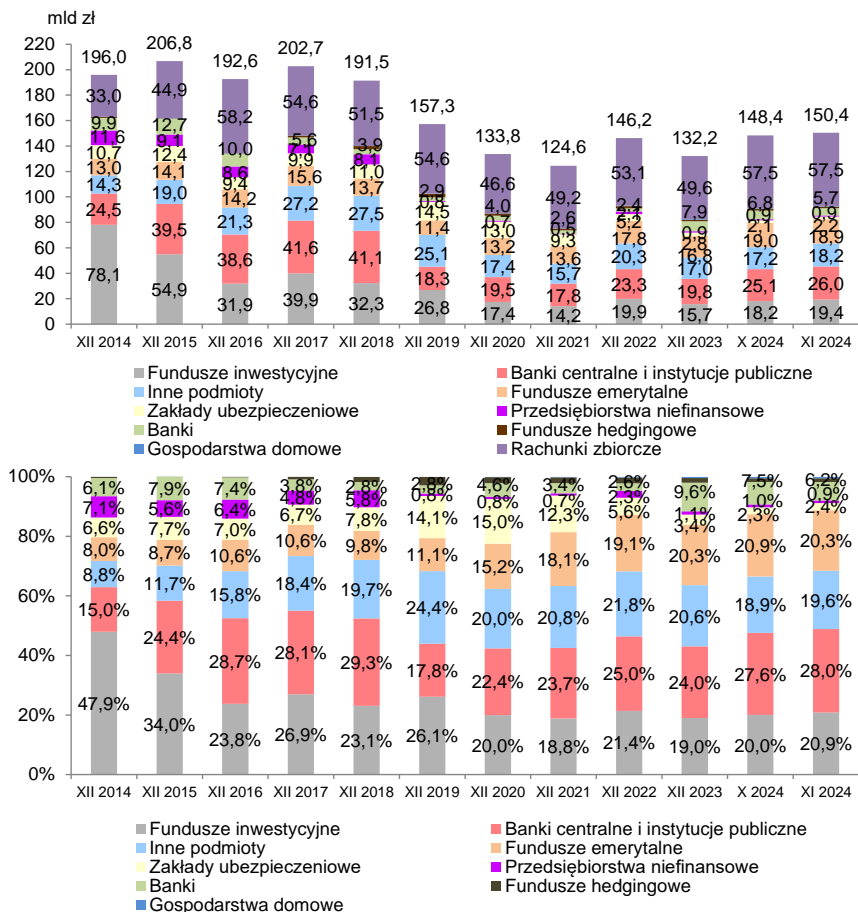 mld zł
220
200
180
160
140
120
100
80
60
40
20
0
196,0 206,8 192,6 202,7 191,5 157,3 133,8 124,6 146,2 132,2 148,4 150,4
33,0 44,9 58,2 54,6 51,5 54,6 46,6 49,2 53,1 49,6 57,5 57,5
9,9 12,7 10,0 5,6 3,9 2,9 4,0 2,6 2,4 7,9 6,8 5,7
11,6 9,1 8,6 7,1 8,1 0,8 0,7 0,5 0,9 0,9 0,9
10,7 12,4 9,4 9,9 11,0 14,5 13,0 9,3 5,2 2,8 2,1 2,2
13,0 14,1 14,2 15,6 13,7 11,4 13,2 13,6 17,8 16,8 19,0 18,9
14,3 19,0 21,3 27,2 27,5 25,1 17,4 15,7 20,3 17,0 17,2 18,2
24,5 39,5 38,6 41,6 41,1 18,3 19,5 17,8 23,3 19,8 25,1 26,0
78,1 54,9 31,9 39,9 32,3 26,8 17,4 14,2 19,9 15,7 18,2 19,4
XII 2014 XII 2015 XII 2016 XII 2017 XII 2018 XII 2019 XII 2020 XII 2021 XII 2022 XII 2023 X 2024 XI 2024
Fundusze inwestycyjne Banki centralne i instytucje publiczne
Inne podmioty Fundusze emerytalne
Zakłady ubezpieczeniowe Przedsiębiorstwa niefinansowe
Banki Fundusze hedgingowe
Gospodarstwa domowe Rachunki zbiorcze
100%
80%
60%
40%
20%
0%
6,1% 7,9% 7,4% 3,8% 2,8% 2,8% 4,6% 3,4% 2,6% 9,6% 7,5% 6,2%
7,1% 5,6% 6,4% 4,8% 5,8% 0,8% 0,8% 0,7% 2,3% 1,1% 1,0% 0,9%
6,6% 7,7% 7,0% 6,7% 7,8% 14,1% 15,0% 12,3% 5,6% 3,4% 2,3% 2,4%
8,0% 8,7% 10,6% 10,6% 9,8% 11,1% 15,2% 18,1% 19,1% 20,3% 20,9% 20,3%
8,8% 11,7% 15,8% 18,4% 19,7% 24,4% 20,0% 20,8% 21,8% 20,6% 18,9% 19,6%
15,0% 24,4% 28,7% 28,1% 29,3% 17,8% 22,4% 23,7% 25,0% 24,0% 27,6% 28,0%
47,9% 34,0% 23,8% 26,9% 23,1% 26,1% 20,0% 18,8% 21,4% 19,0% 20,0% 20,9%
XII 2014 XII 2015 XII 2016 XII 2017 XII 2018 XII 2019 XII 2020 XII 2021 XII 2022 XII 2023 X 2024 XI 2024
Fundusze inwestycyjne Banki centralne i instytucje publiczne
Inne podmioty Fundusze emerytalne
Zakłady ubezpieczeniowe Przedsiębiorstwa niefinansowe
Banki Fundusze hedgingowe
Gospodarstwa domowe